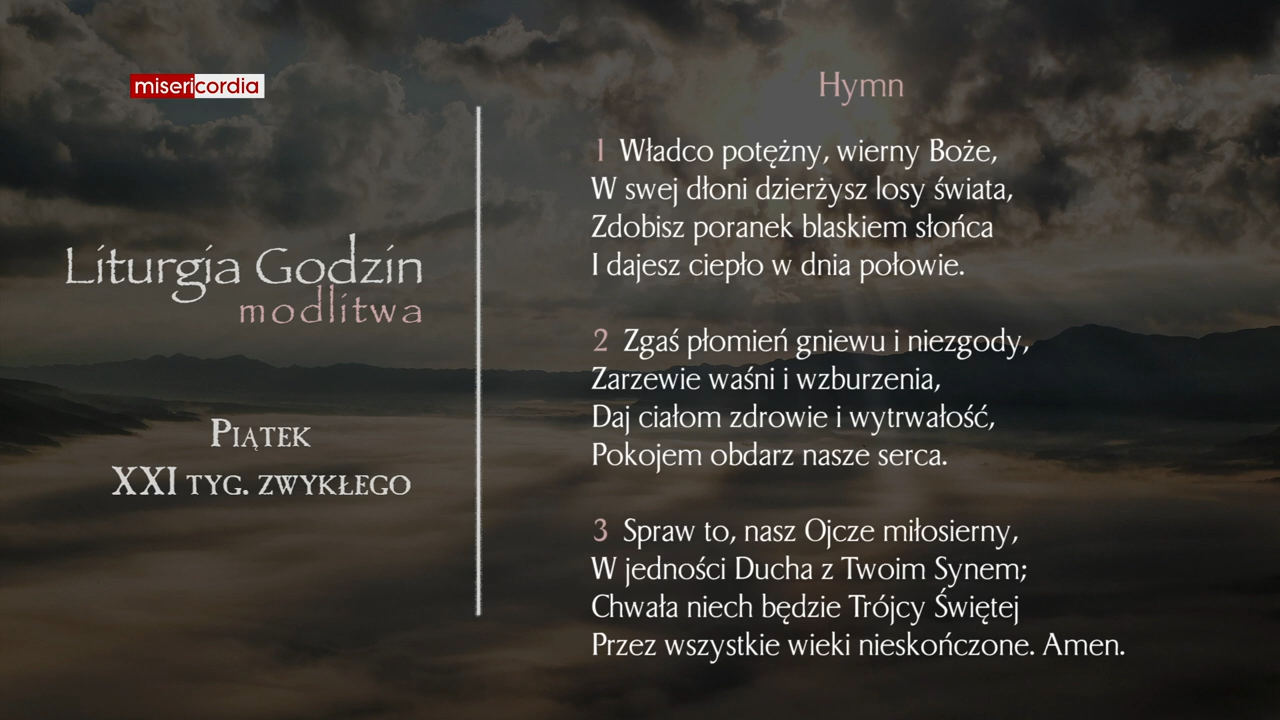 misericordia
Liturgia Godzin
modlitwa
Piątek
XXI tyg. zwykłego
Hymn
1 Władco potężny, wierny Boże,
W swej dłoni dzierżysz losy świata,
Zdobisz poranek blaskiem słońca
I dajesz ciepło w dnia połowie.
2 Zgaś płomień gniewu i niezgody,
Zarzewie waśni i wzburzenia,
Daj ciałom zdrowie i wytrwałość,
Pokojem obdarz nasze serca.
3 Spraw to, nasz Ojcze miłosierny,
W jedności Ducha z Twoim Synem;
Chwała niech będzie Trójcy Świętej
Przez wszystkie wieki nieskończone. Amen.